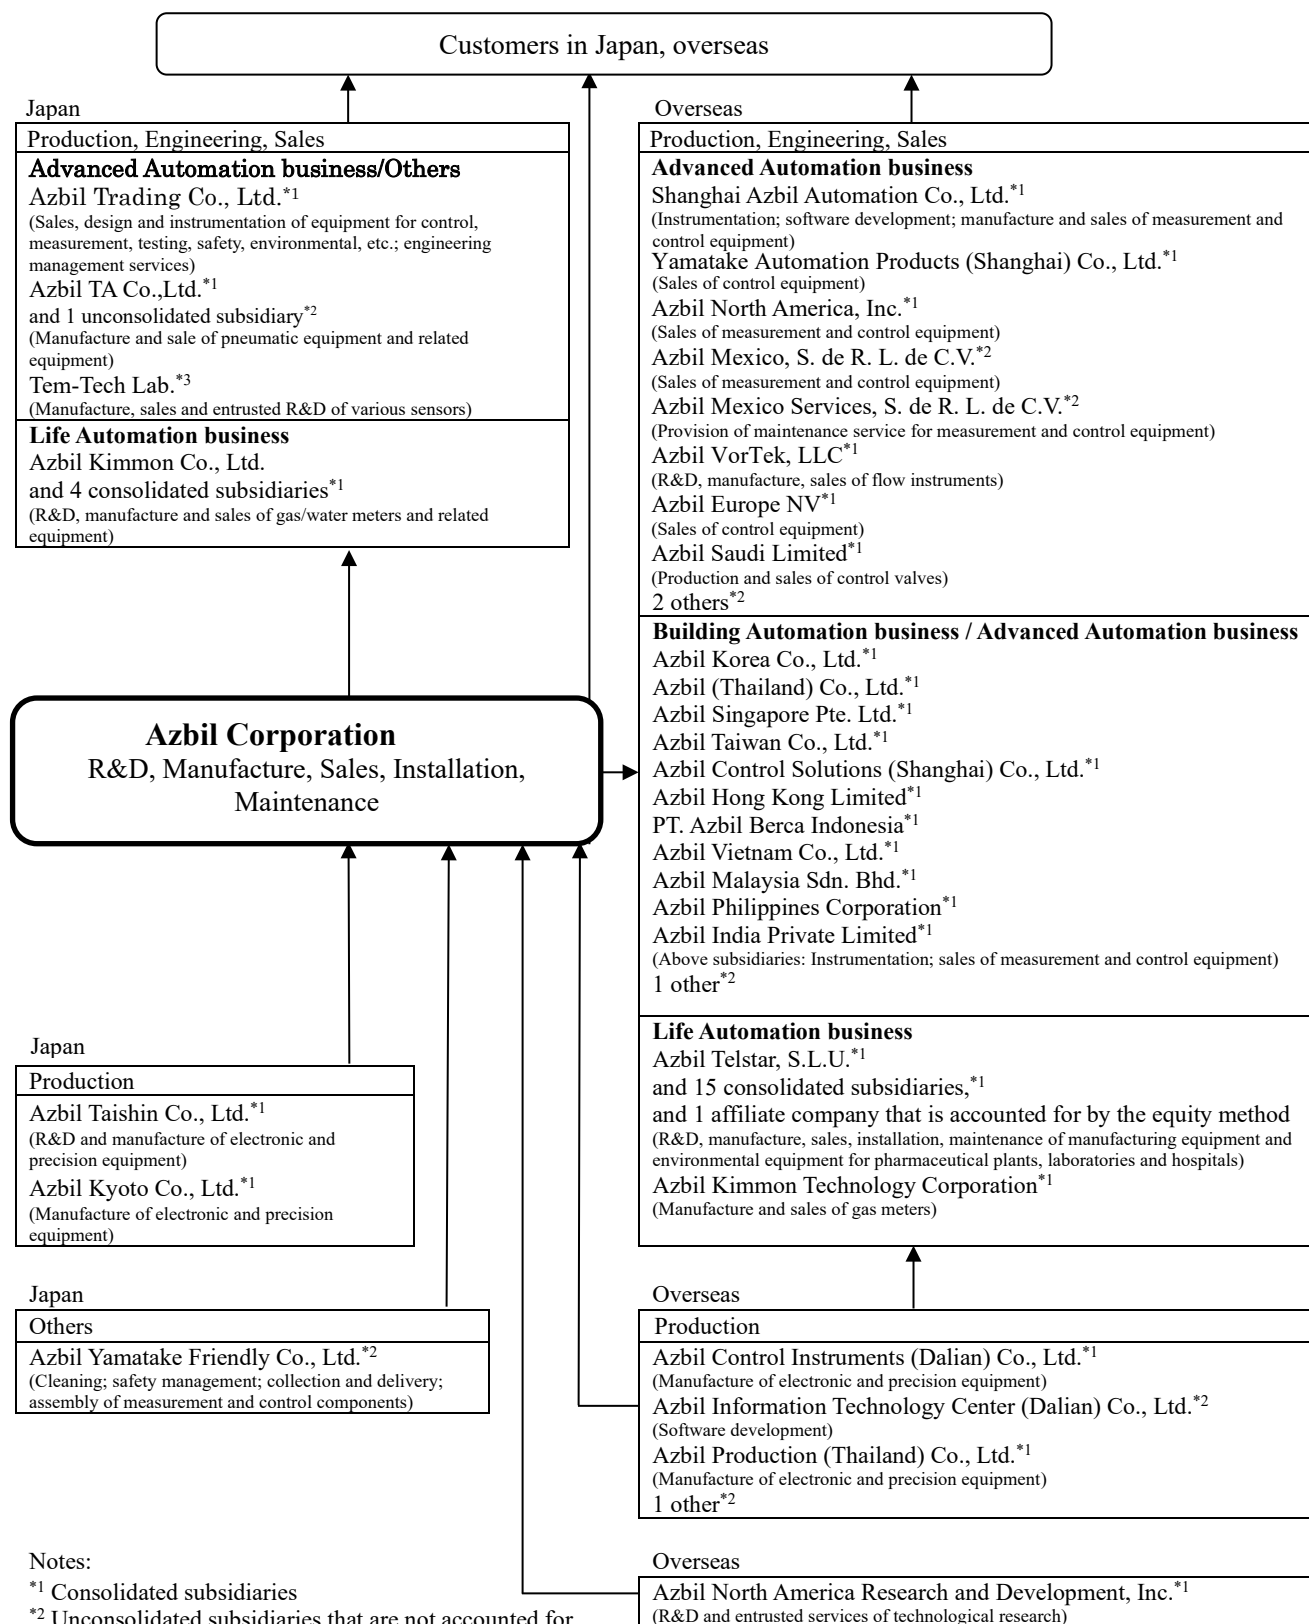 Customers in Japan, overseas
Japan
Production, Engineering, Sales
Advanced Automation business/Others
Azbil Trading Co., Ltd.*1
(Sales, design and instrumentation of equipment for control,
measurement, testing, safety, environmental, etc.; engineering
management services)
Azbil TA Co.,Ltd.*1
and 1 unconsolidated subsidiary*2
(Manufacture and sale of pneumatic equipment and related
equipment)
Tem-Tech Lab.*3
(Manufacture, sales and entrusted R&D of various sensors)
Life Automation business
Azbil Kimmon Co., Ltd.
and 4 consolidated subsidiaries*1
(R&D, manufacture and sales of gas/water meters and related
equipment)
Overseas
Production, Engineering, Sales
Advanced Automation business
Shanghai Azbil Automation Co., Ltd.*1
(Instrumentation; software development; manufacture and sales of measurement and
control equipment)
Yamatake Automation Products (Shanghai) Co., Ltd.*1
(Sales of control equipment)
Azbil North America, Inc.*1
(Sales of measurement and control equipment)
Azbil Mexico, S. de R. L. de C.V.*2
(Sales of measurement and control equipment)
Azbil Mexico Services, S. de R. L. de C.V.*2
(Provision of maintenance service for measurement and control equipment)
Azbil VorTek, LLC*1
(R&D, manufacture, sales of flow instruments)
Azbil Europe NV*1
(Sales of control equipment)
Azbil Saudi Limited*1
(Production and sales of control valves)
2 others*2
Building Automation business / Advanced Automation business
Azbil Korea Co., Ltd.*1
Azbil (Thailand) Co., Ltd.*1
Azbil Singapore Pte. Ltd.*1
Azbil Taiwan Co., Ltd.*1
Azbil Control Solutions (Shanghai) Co., Ltd.*1
Azbil Hong Kong Limited*1
PT. Azbil Berca Indonesia*1
Azbil Vietnam Co., Ltd.*1
Azbil Malaysia Sdn. Bhd.*1
Azbil Philippines Corporation*1
Azbil India Private Limited*1
(Above subsidiaries: Instrumentation; sales of measurement and control equipment)
1 other*2
Life Automation business
Azbil Telstar, S.L.U.*1
and 15 consolidated subsidiaries,*1
and 1 affiliate company that is accounted for by the equity method
(R&D, manufacture, sales, installation, maintenance of manufacturing equipment and
environmental equipment for pharmaceutical plants, laboratories and hospitals)
Azbil Kimmon Technology Corporation*1
(Manufacture and sales of gas meters)
Azbil Corporation
R&D, Manufacture, Sales, Installation,
Maintenance
Japan
Production
Azbil Taishin Co., Ltd.*1
(R&D and manufacture of electronic and
precision equipment)
Azbil Kyoto Co., Ltd.*1
(Manufacture of electronic and precision
equipment)
Japan
Others
Azbil Yamatake Friendly Co., Ltd.*2
(Cleaning; safety management; collection and delivery;
assembly of measurement and control components)
Overseas
Production
Azbil Control Instruments (Dalian) Co., Ltd.*1
(Manufacture of electronic and precision equipment)
Azbil Information Technology Center (Dalian) Co., Ltd.*2
(Software development)
Azbil Production (Thailand) Co., Ltd.*1
(Manufacture of electronic and precision equipment)
1 other*2
Overseas
Azbil North America Research and Development, Inc.*1
(R&D and entrusted services of technological research)
Notes:
*1 Consolidated subsidiaries
*2 Unconsolidated subsidiaries that are not accounted for